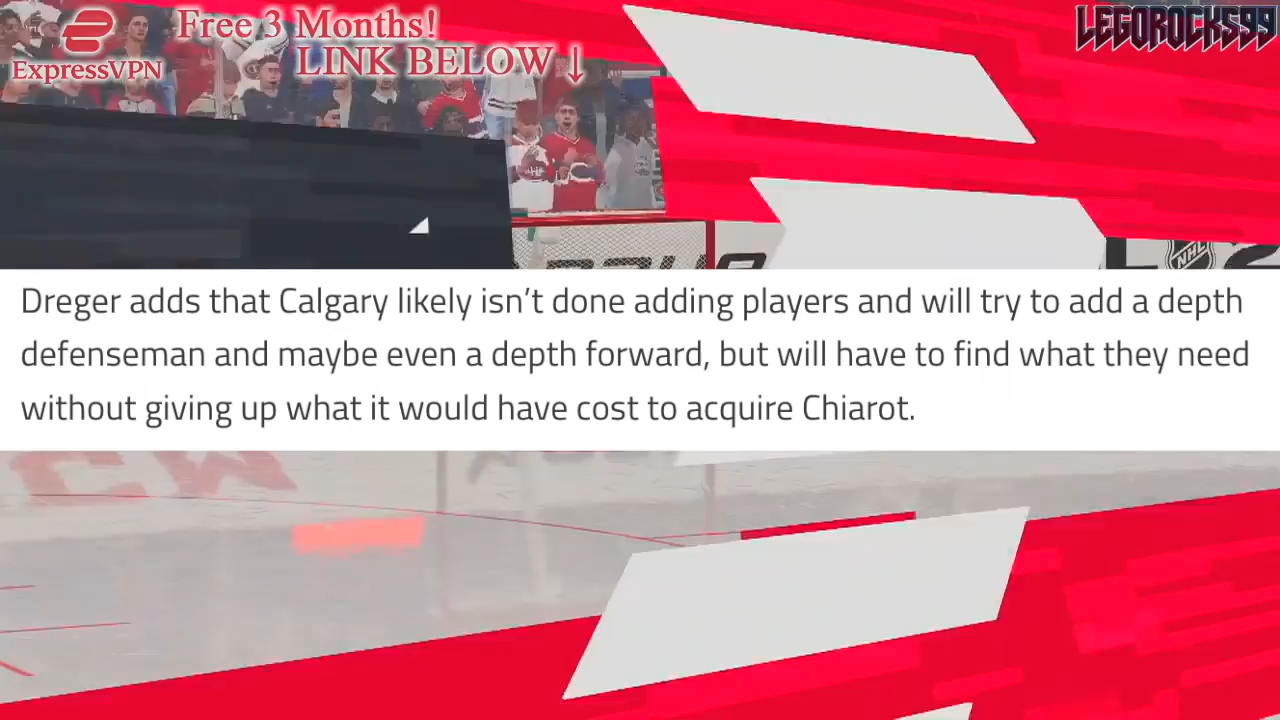 Free 3 Months!
LEGOROCKS99
ExpressVPN
LINK BELOW ↓
NHL
Dreger adds that Calgary likely isn't done adding players and will try to add a depth
defenseman and maybe even a depth forward, but will have to find what they need
without giving up what it would have cost to acquire Chiarot.